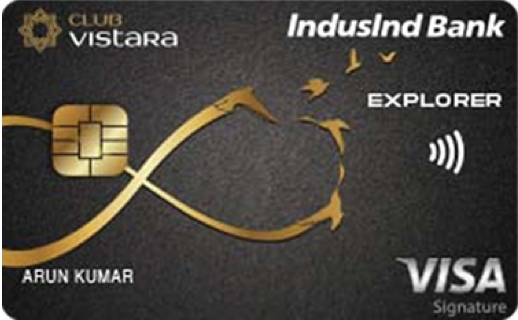 CLUB
VISTARA
IndusInd Bank
EXPLORER
ARUN KUMAR
VISA
Signature